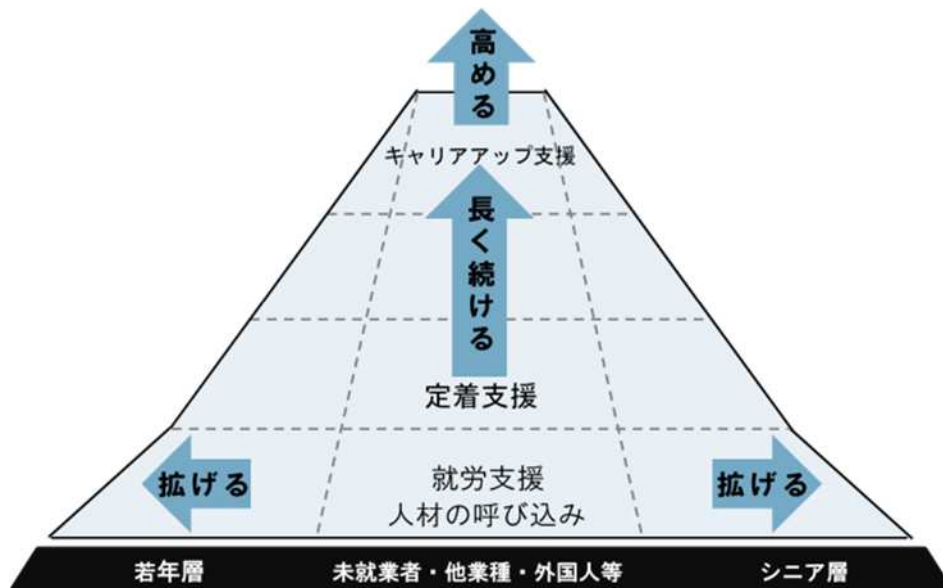 高める
キャリアアップ支援
長く続ける
定着支援
拡げる
就労支援
人材の呼び込み
拡げる
若年層
未就業者・他業種・外国人等
シニア層